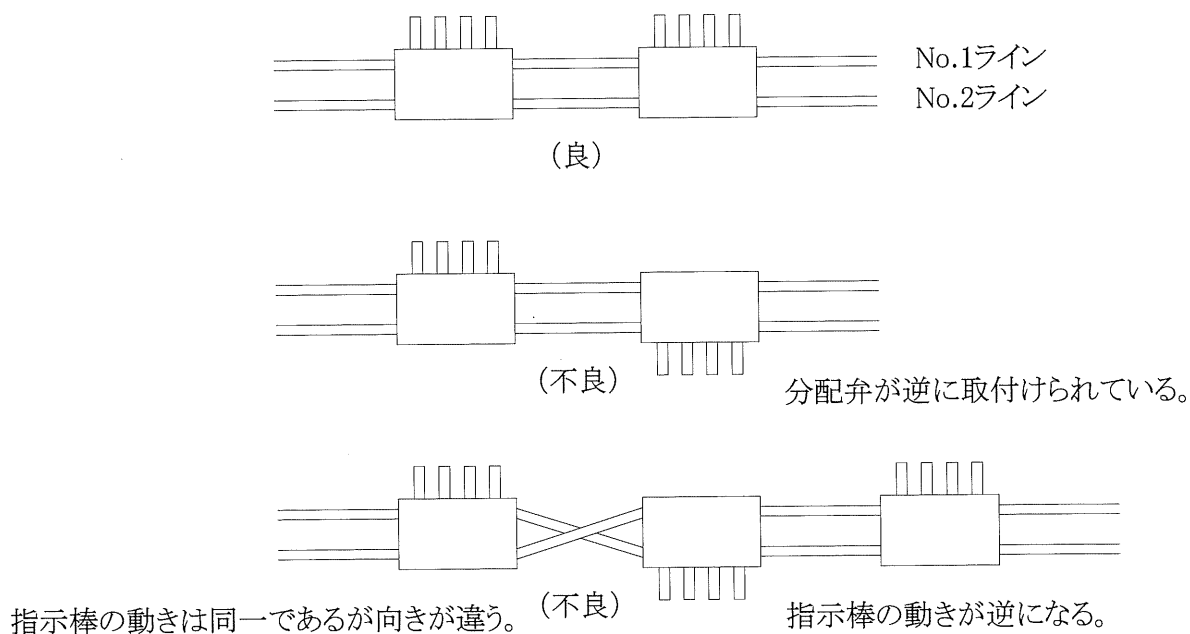 No.1ライン
No.2ライン
(良)
(不良)
分配弁が逆に取付けられている。
指示棒の動きは同一であるが向きが違う。
(不良)
指示棒の動きが逆になる。